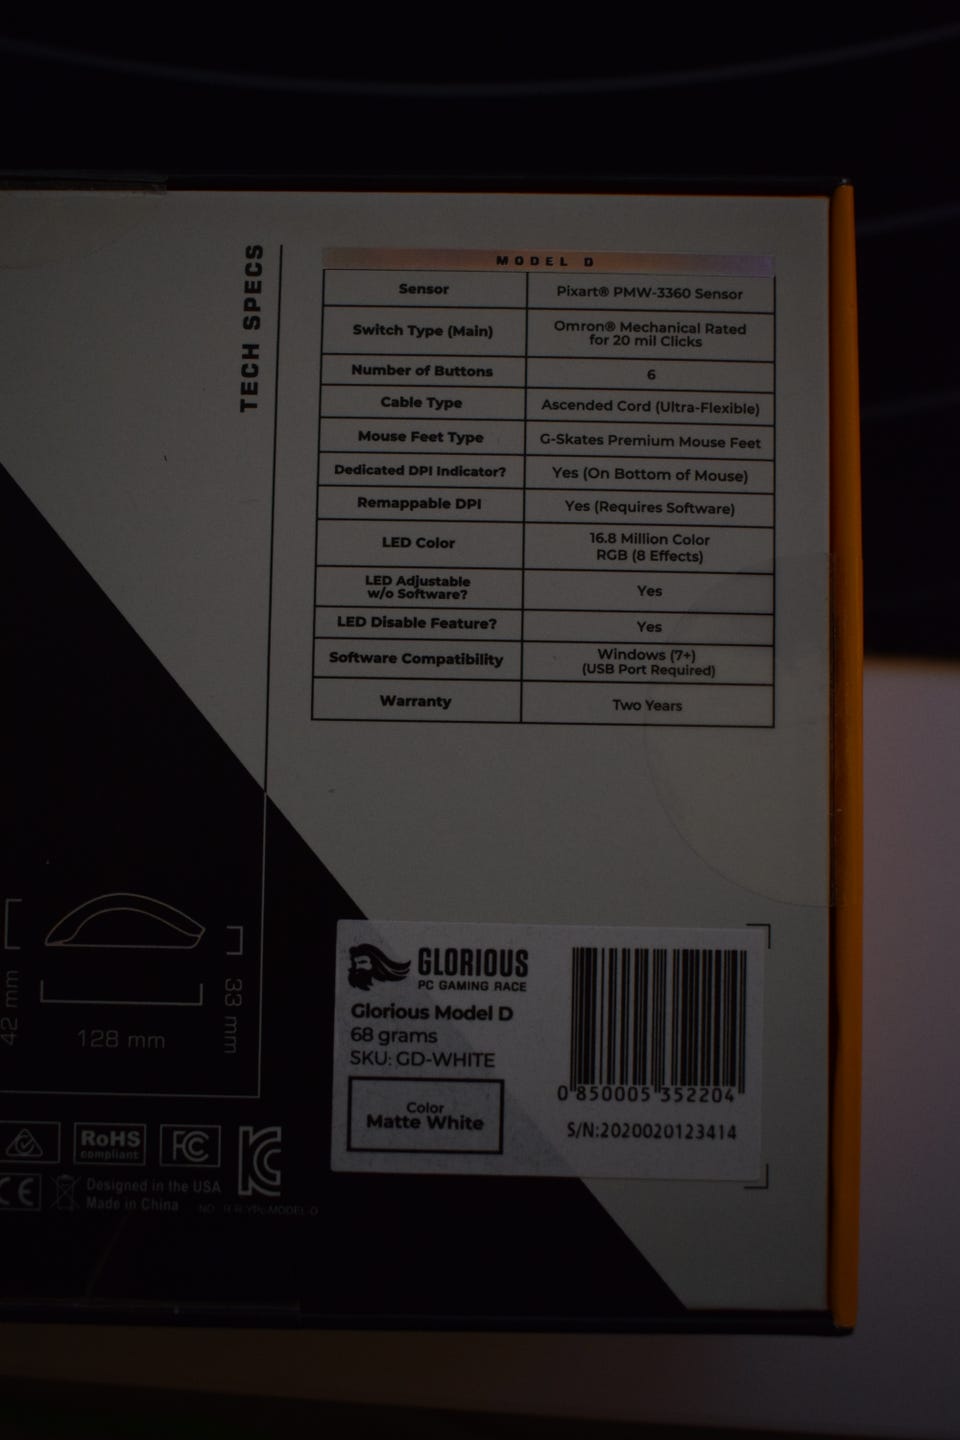 TECH SPECS
MODEL D
Sensor
Pixart® PMW-3360 Sensor
Switch Type (Main)
Omron® Mechanical Rated
for 20 mil Clicks
Number of Buttons
6
Cable Type
Ascended Cord (Ultra-Flexible)
Mouse Feet Type
G-Skates Premium Mouse Feet
Dedicated DPI Indicator?
Yes (On Bottom of Mouse)
Remappable DPI
Yes (Requires Software)
LED Color
16.8 Million Color
RGB (8 Effects)
LED Adjustable
w/o Software?
Yes
LED Disable Feature?
Yes
Software Compatibility
Windows (7+)
(USB Port Required)
Warranty
Two Years
42 mm
128 mm
33 mm
GLORIOUS
PC GAMING RACE
Glorious Model D
68 grams
SKU: GD-WHITE
Color
Matte White
0 850005 352204
S/N:2020020123414
RoHS
compliant
FC
CE
Designed in the USA
Made in China